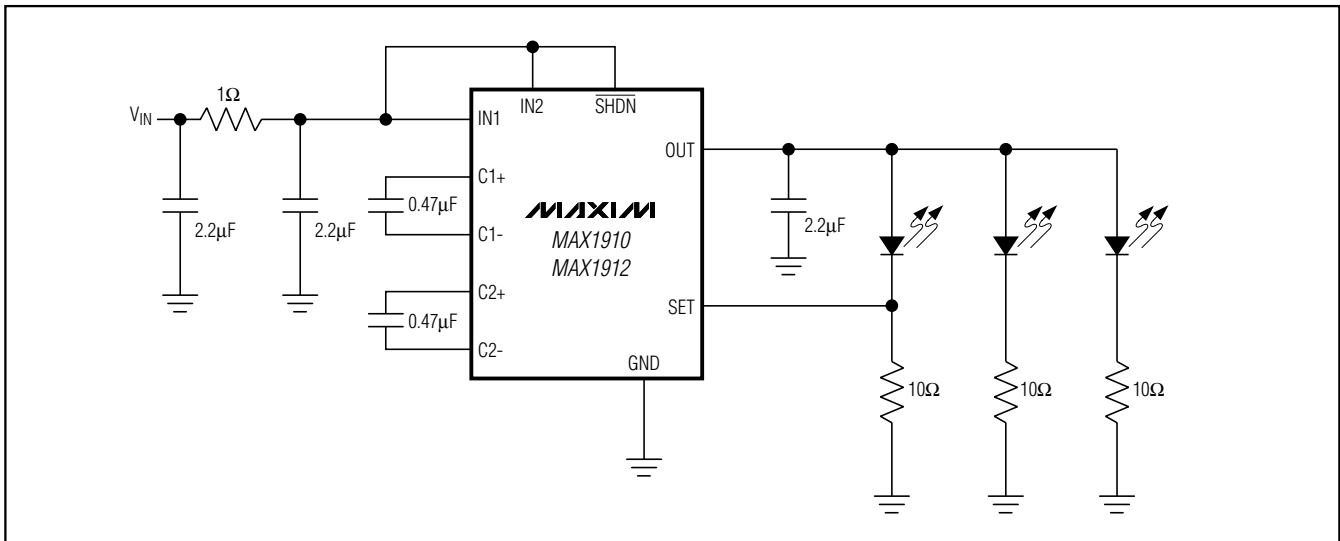 IN2
SHDN
1Ω
VIN
IN1
OUT
C1+
0.47μF
C1-
2.2μF
2.2μF
2.2μF
MAXIM
MAX1910
MAX1912
C2+
0.47μF
C2-
SET
GND
10Ω
10Ω
10Ω